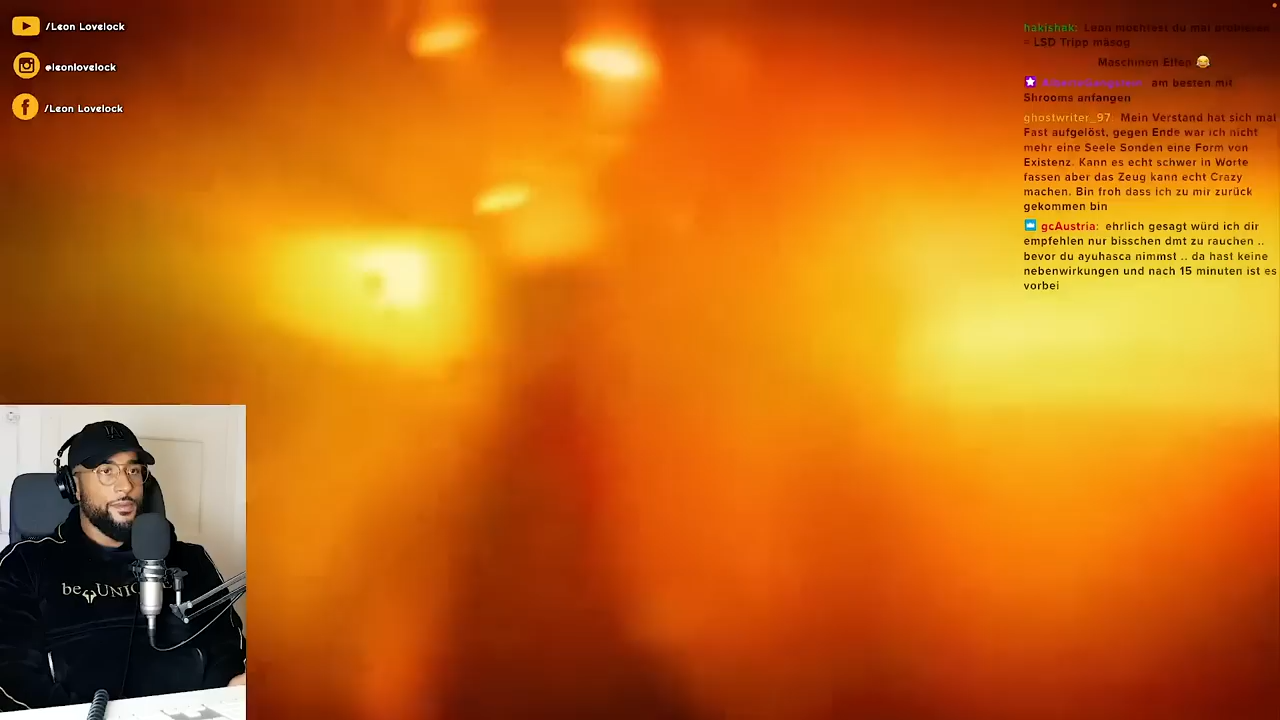 /Leon Lovelock
@leonlovelock
/Leon Lovelock
hakishak: Leon möchtest du mal probieren
= LSD Tripp mäsog
Maschinen Elfen 😂
am besten mit
Shrooms anfangen
ghostwriter_97: Mein Verstand hat sich mal
Fast aufgelöst, gegen Ende war ich nicht
mehr eine Seele Sonden eine Form von
Existenz. Kann es echt schwer in Worte
fassen aber das Zeug kann echt Crazy
machen. Bin froh dass ich zu mir zurück
gekommen bin
gcAustria: ehrlich gesagt würd ich dir
empfehlen nur bisschen dmt zu rauchen ..
bevor du ayuhasca nimmst .. da hast keine
nebenwirkungen und nach 15 minuten ist es
vorbei